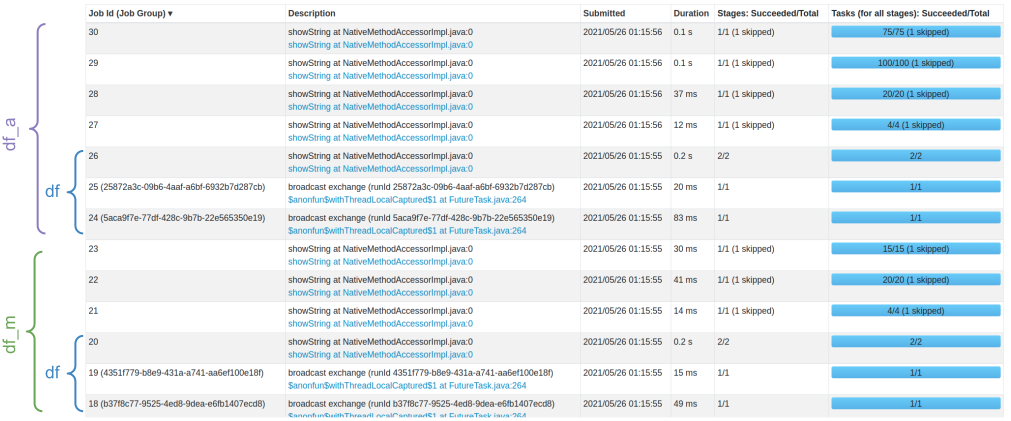 Job Id (Job Group) ▾ Description Submitted Duration Stages: Succeeded/Total Tasks (for all stages): Succeeded/Total
30 showString at NativeMethodAccessorImpl.java:0 2021/05/26 01:15:56 0.1 s 1/1 (1 skipped) 75/75 (1 skipped)
showString at NativeMethodAccessorImpl.java:0
29 showString at NativeMethodAccessorImpl.java:0 2021/05/26 01:15:56 0.1 s 1/1 (1 skipped) 100/100 (1 skipped)
showString at NativeMethodAccessorImpl.java:0
28 showString at NativeMethodAccessorImpl.java:0 2021/05/26 01:15:56 37 ms 1/1 (1 skipped) 20/20 (1 skipped)
showString at NativeMethodAccessorImpl.java:0
27 showString at NativeMethodAccessorImpl.java:0 2021/05/26 01:15:56 12 ms 1/1 (1 skipped) 4/4 (1 skipped)
showString at NativeMethodAccessorImpl.java:0
df_a
26 showString at NativeMethodAccessorImpl.java:0 2021/05/26 01:15:55 0.2 s 2/2 2/2
showString at NativeMethodAccessorImpl.java:0
df
25 (25872a3c-09b6-4aaf-a6bf-6932b7d287cb) broadcast exchange (runId 25872a3c-09b6-4aaf-a6bf-6932b7d287cb) 2021/05/26 01:15:55 20 ms 1/1 1/1
$anonfun$withThreadLocalCaptured$1 at FutureTask.java:264
24 (5aca9f7e-77df-428c-9b7b-22e565350e19) broadcast exchange (runId 5aca9f7e-77df-428c-9b7b-22e565350e19) 2021/05/26 01:15:55 83 ms 1/1 1/1
$anonfun$withThreadLocalCaptured$1 at FutureTask.java:264
23 showString at NativeMethodAccessorImpl.java:0 2021/05/26 01:15:55 30 ms 1/1 (1 skipped) 15/15 (1 skipped)
showString at NativeMethodAccessorImpl.java:0
22 showString at NativeMethodAccessorImpl.java:0 2021/05/26 01:15:55 41 ms 1/1 (1 skipped) 20/20 (1 skipped)
showString at NativeMethodAccessorImpl.java:0
21 showString at NativeMethodAccessorImpl.java:0 2021/05/26 01:15:55 14 ms 1/1 (1 skipped) 4/4 (1 skipped)
showString at NativeMethodAccessorImpl.java:0
df_m
20 showString at NativeMethodAccessorImpl.java:0 2021/05/26 01:15:55 0.2 s 2/2 2/2
showString at NativeMethodAccessorImpl.java:0
df
19 (4351f779-b8e9-431a-a741-aa6ef100e18f) broadcast exchange (runId 4351f779-b8e9-431a-a741-aa6ef100e18f) 2021/05/26 01:15:55 15 ms 1/1 1/1
$anonfun$withThreadLocalCaptured$1 at FutureTask.java:264
18 (b37f8c77-9525-4ed8-9dea-e6fb1407ecd8) broadcast exchange (runId b37f8c77-9525-4ed8-9dea-e6fb1407ecd8) 2021/05/26 01:15:55 49 ms 1/1 1/1
$anonfun$withThreadLocalCaptured$1 at FutureTask.java:264